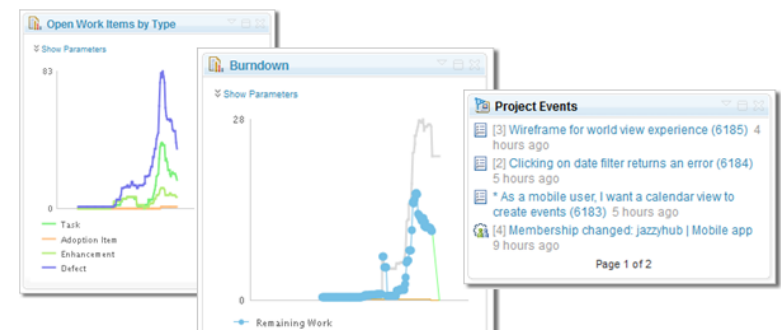 Open Work Items by Type
Show Parameters
83
0
Task
Adoption Item
Enhancement
Defect
Burndown
Show Parameters
28
0
Remaining Work
Project Events
[3] Wireframe for world view experience (6185) 4
hours ago
[2] Clicking on date filter returns an error (6184)
5 hours ago
* As a mobile user, I want a calendar view to
create events (6183) 5 hours ago
[4] Membership changed: jazzyhub | Mobile app
9 hours ago
Page 1 of 2